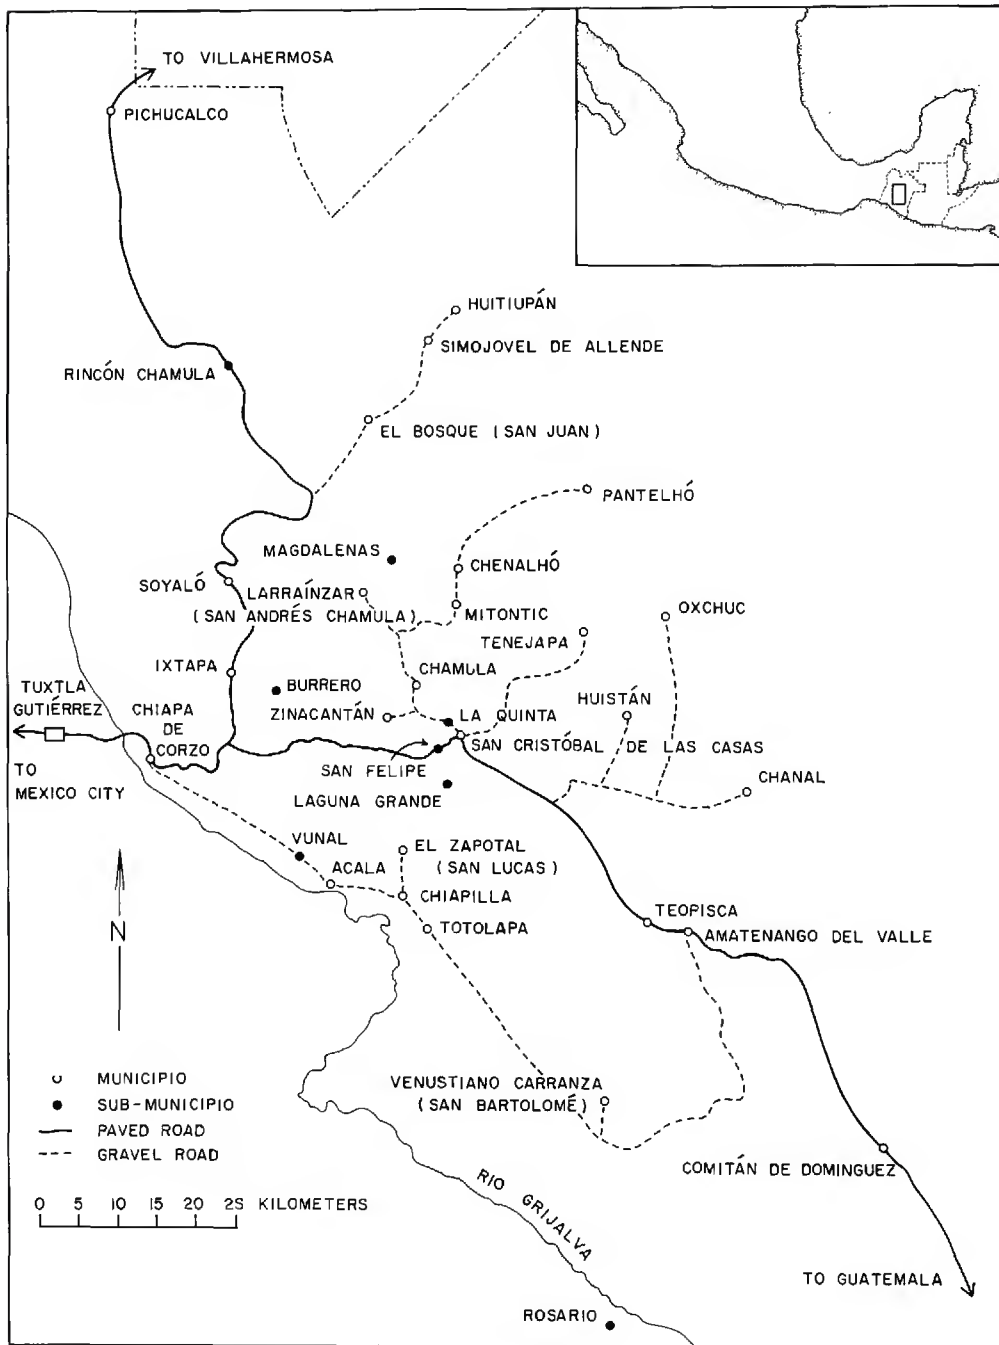 TO VILLAHERMOSA
PICHUCALCO
HUITIUPÁN
SIMOJOVEL DE ALLENDE
RINCÓN CHAMULA
EL BOSQUE (SAN JUAN)
PANTELHÓ
MAGDALENAS
CHENALHÓ
SOYALÓ
LARRAÍNZAR
(SAN ANDRÉS CHAMULA)
MITONTIC
OXCHUC
TENEJAPA
IXTAPA
CHAMULA
BURRERO
TUXTLA
GUTIÉRREZ
CHIAPA
DE
CORZO
ZINACANTÁN
LA QUINTA
HUISTÁN
SAN CRISTÓBAL DE LAS CASAS
SAN FELIPE
TO
MEXICO CITY
LAGUNA GRANDE
CHANAL
VUNAL
EL ZAPOTAL
(SAN LUCAS)
ACALA
CHIAPILLA
TOTOLAPA
TEOPISCA
AMATENANGO DEL VALLE
N
MUNICIPIO
SUB-MUNICIPIO
PAVED ROAD
GRAVEL ROAD
VENUSTIANO CARRANZA
(SAN BARTOLOMÉ)
COMITÁN DE DOMINGUEZ
0 5 10 15 20 25 KILOMETERS
RIO GRIJALVA
TO GUATEMALA
ROSARIO